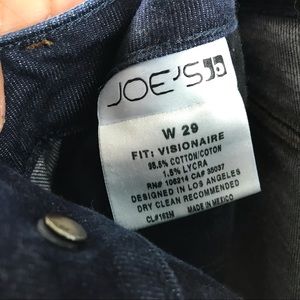 JOE'S
W 29
FIT: VISIONAIRE
98.5% COTTON/COTON
1.5% LYCRA
RN# 106214 CA# 35037
DESIGNED IN LOS ANGELES
DRY CLEAN RECOMMENDED
MADE IN MEXICO